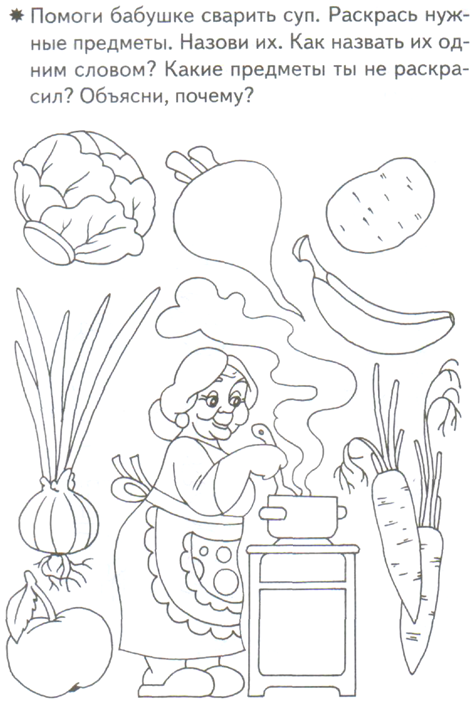 ✷ Помоги бабушке сварить суп. Раскрась нуж-
ные предметы. Назови их. Как назвать их од-
ним словом? Какие предметы ты не раскра-
сил? Объясни, почему?